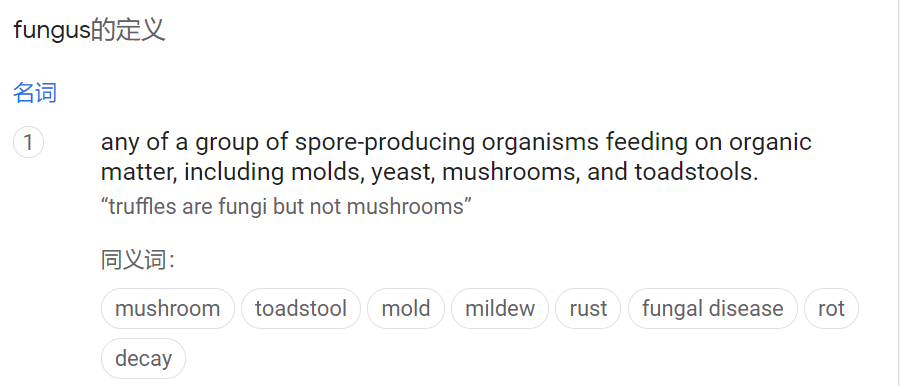 fungus的定义
名词
1
any of a group of spore-producing organisms feeding on organic
matter, including molds, yeast, mushrooms, and toadstools.
“truffles are fungi but not mushrooms”
同义词：
mushroom toadstool mold mildew rust fungal disease rot
decay